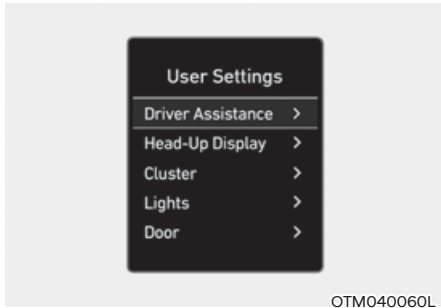 User Settings
Driver Assistance >
Head-Up Display >
Cluster >
Lights >
Door >
OTM040060L